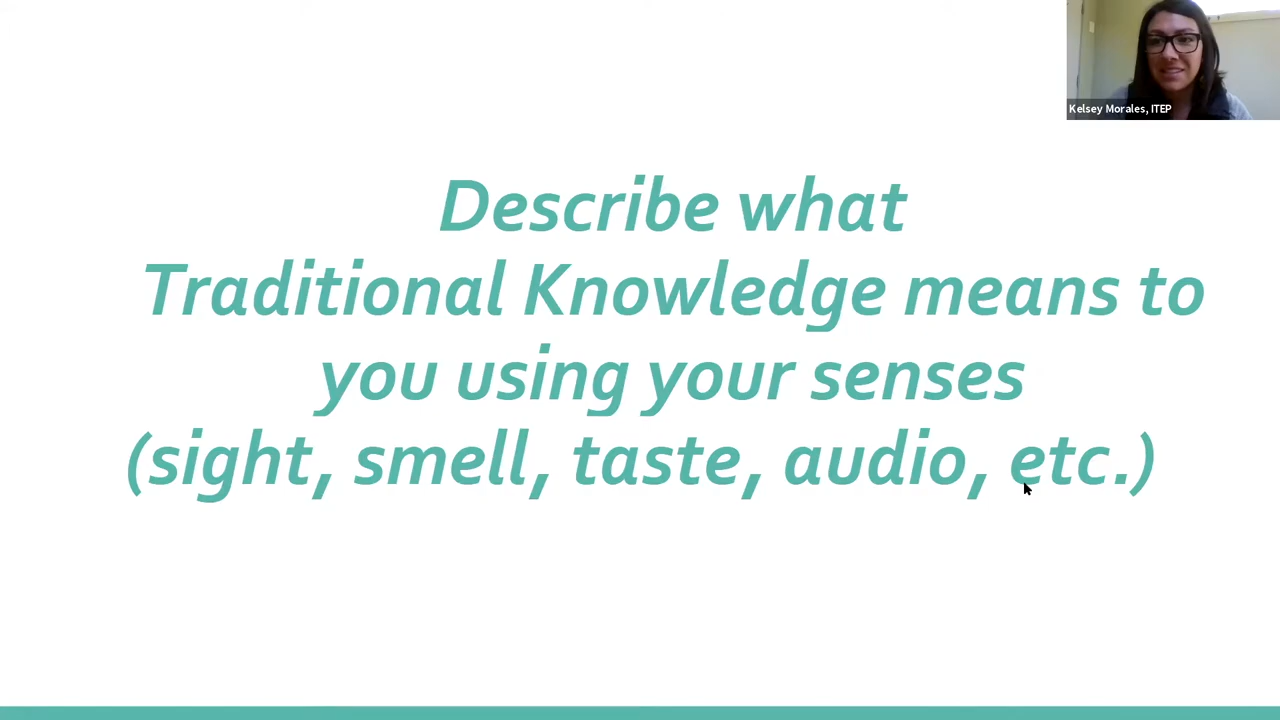 Kelsey Morales, ITEP
Describe what
Traditional Knowledge means to
you using your senses
(sight, smell, taste, audio, etc.)